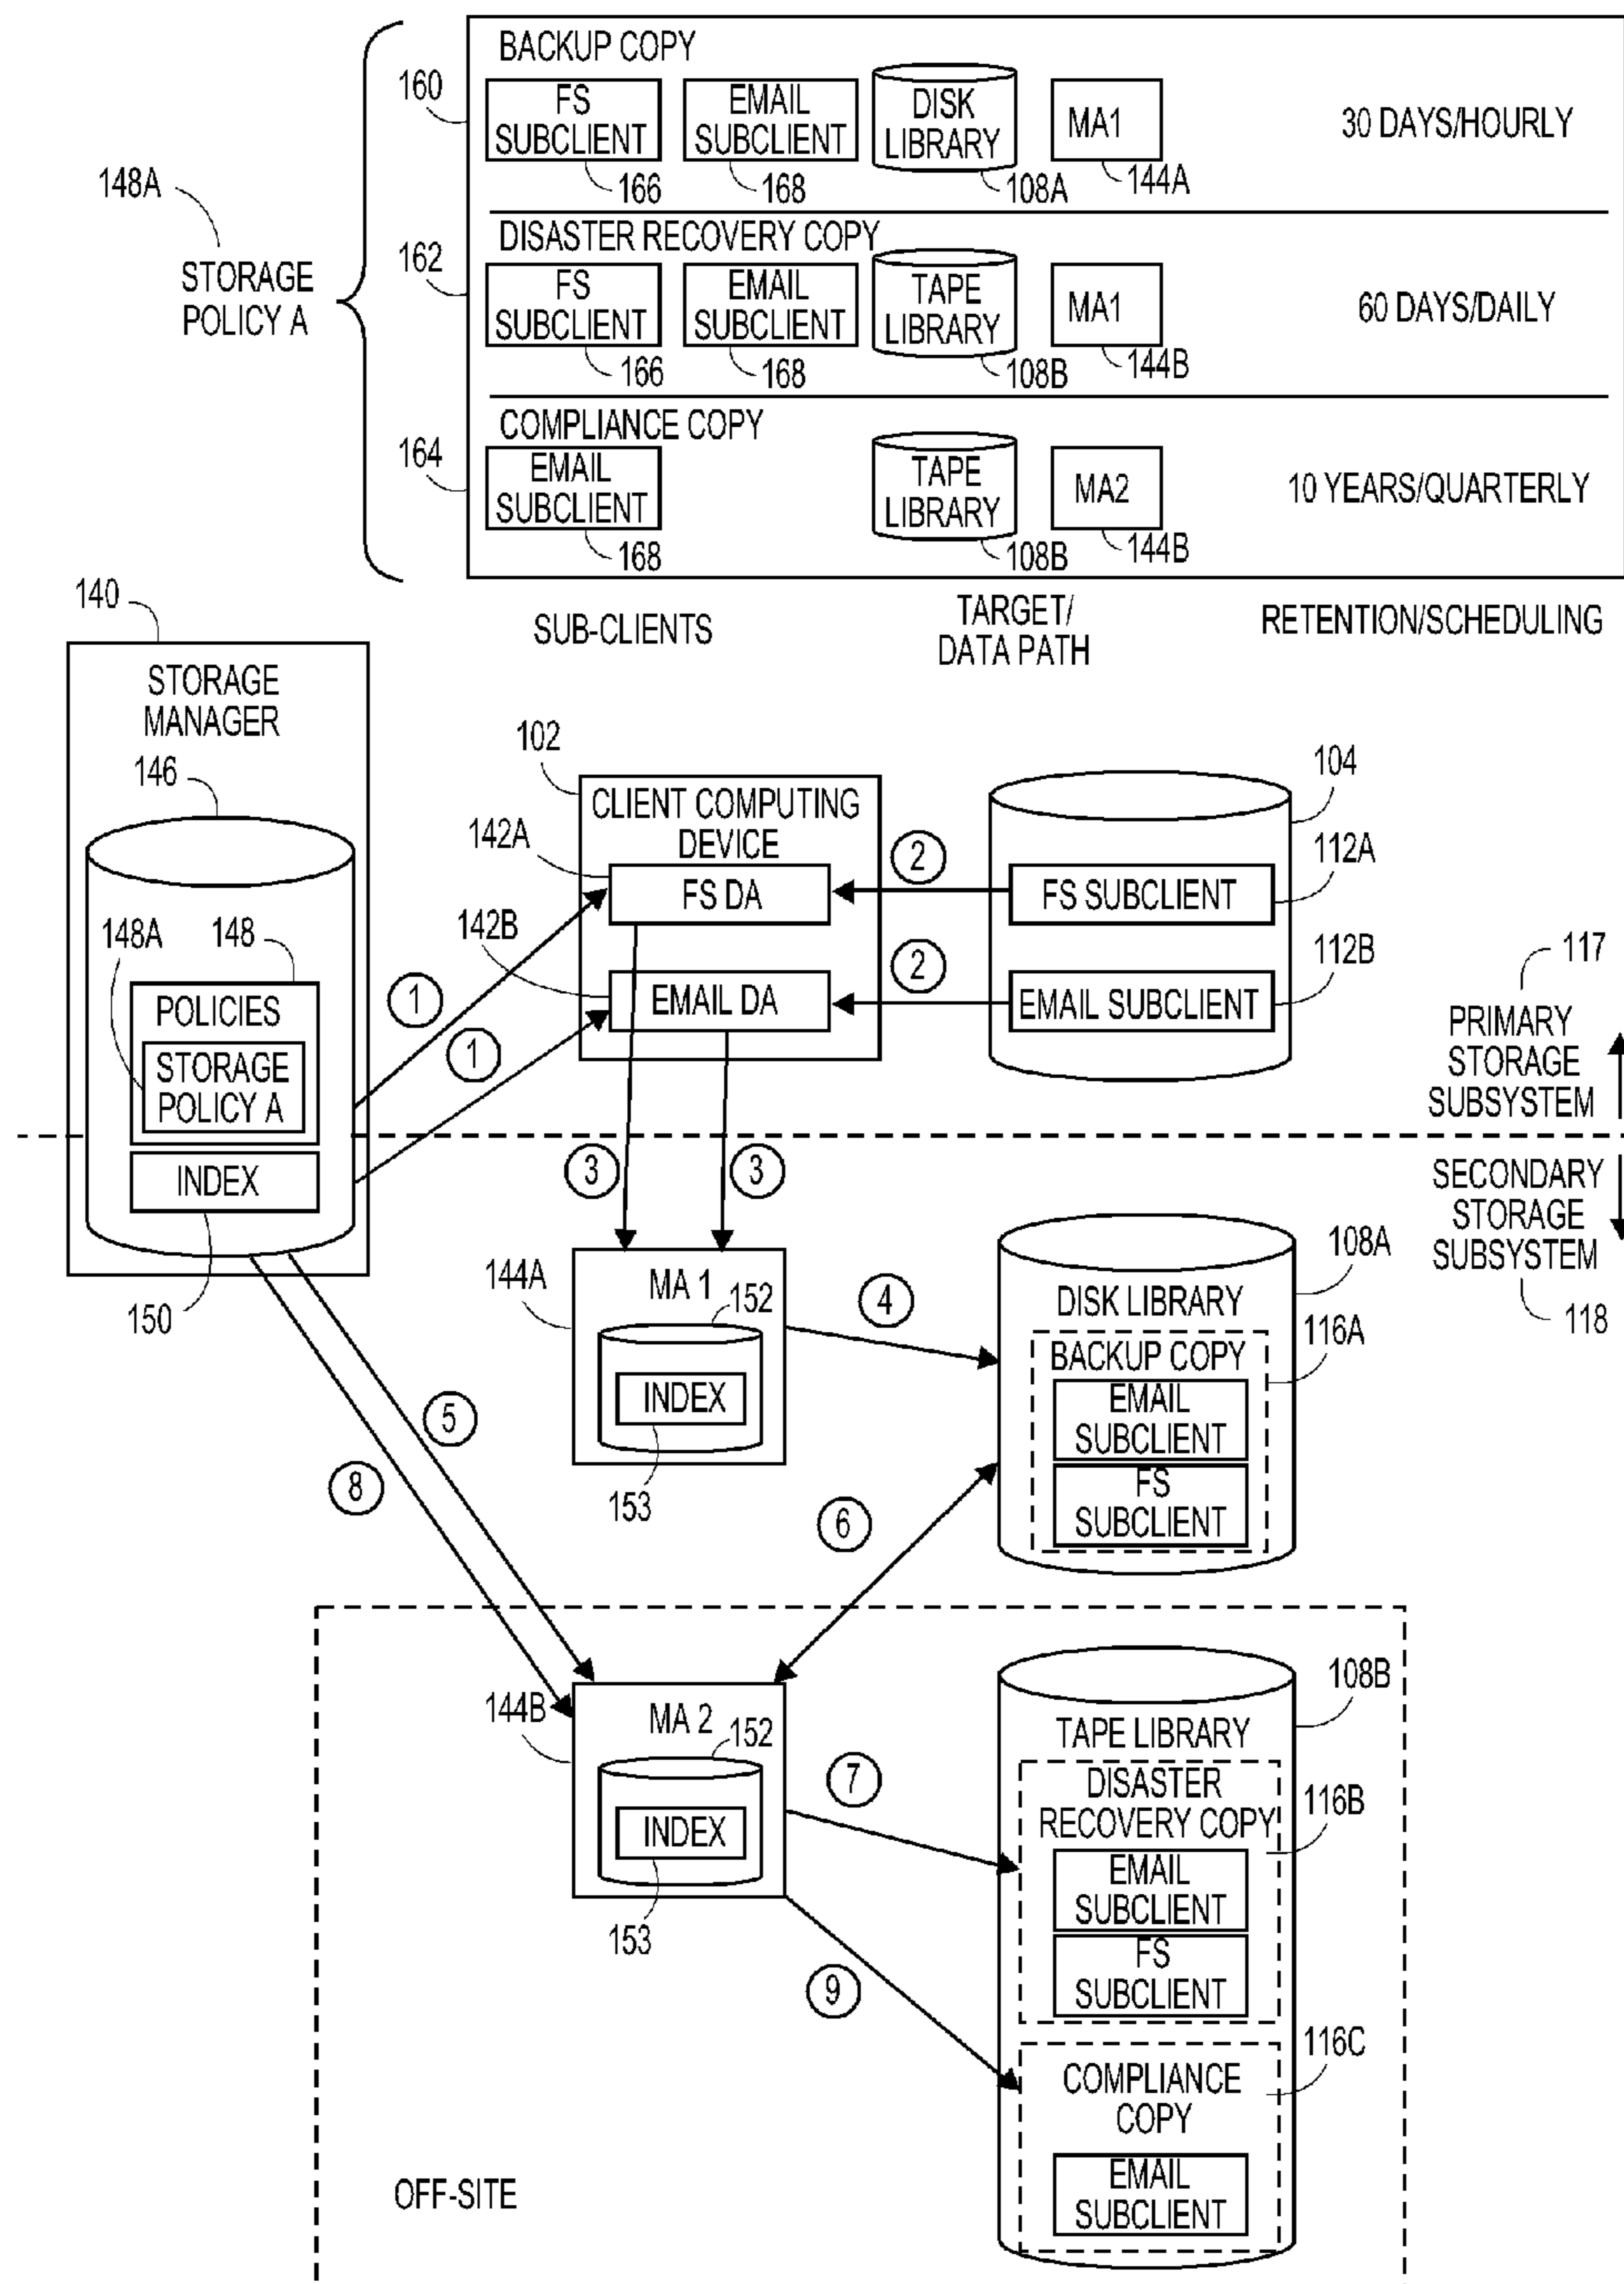 BACKUP COPY
160
FS
SUBCLIENT
166
EMAIL
SUBCLIENT
168
DISK
LIBRARY
108A
MA1
144A
30 DAYS/HOURLY
148A
STORAGE
POLICY A
DISASTER RECOVERY COPY
162
FS
SUBCLIENT
166
EMAIL
SUBCLIENT
168
TAPE
LIBRARY
108B
MA1
144B
60 DAYS/DAILY
COMPLIANCE COPY
164
EMAIL
SUBCLIENT
168
TAPE
LIBRARY
108B
MA2
144B
10 YEARS/QUARTERLY
SUB-CLIENTS
TARGET/
DATA PATH
RETENTION/SCHEDULING
140
STORAGE
MANAGER
146
148A
148
POLICIES
STORAGE
POLICY A
INDEX
150
102
CLIENT COMPUTING
DEVICE
142A
FS DA
142B
EMAIL DA
104
112A
FS SUBCLIENT
112B
EMAIL SUBCLIENT
1
1
2
2
117
PRIMARY
STORAGE
SUBSYSTEM
SECONDARY
STORAGE
SUBSYSTEM
118
3
3
144A
MA 1
152
INDEX
153
4
108A
DISK LIBRARY
116A
BACKUP COPY
EMAIL
SUBCLIENT
FS
SUBCLIENT
5
8
6
144B
MA 2
152
INDEX
153
7
9
108B
TAPE LIBRARY
DISASTER
RECOVERY COPY
116B
EMAIL
SUBCLIENT
FS
SUBCLIENT
116C
COMPLIANCE
COPY
EMAIL
SUBCLIENT
OFF-SITE